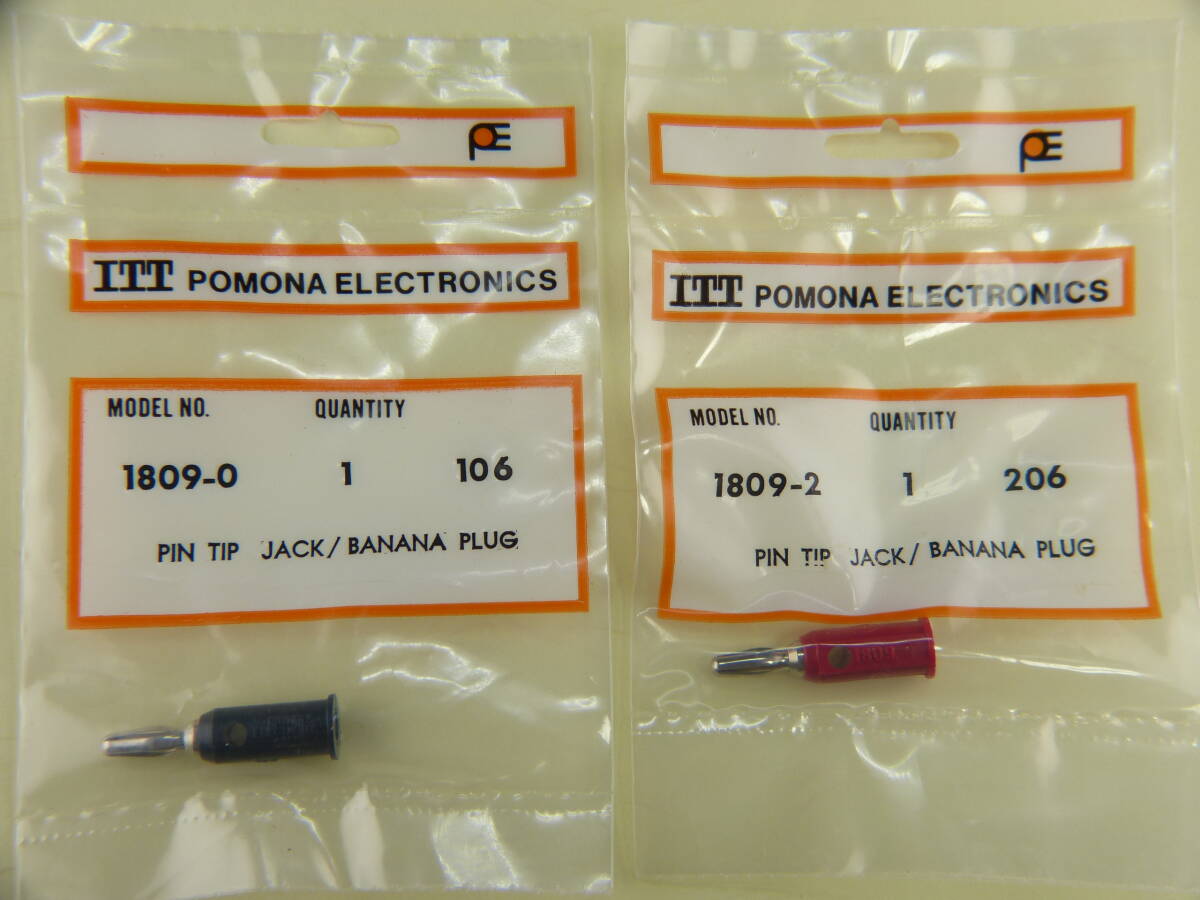 PE
ITT POMONA ELECTRONICS
MODEL NO. QUANTITY
1809-0 1 106
PIN TIP JACK/BANANA PLUG
PE
ITT POMONA ELECTRONICS
MODEL NO. QUANTITY
1809-2 1 206
PIN TIP JACK/BANANA PLUG
1809